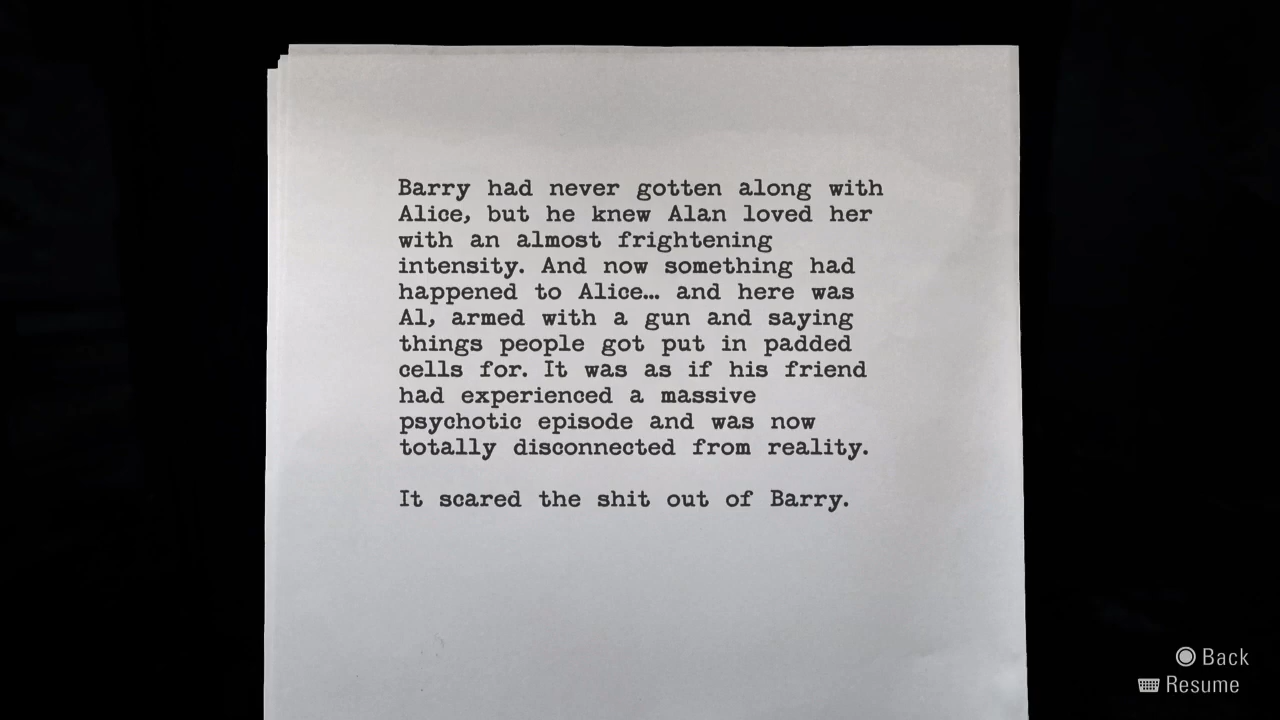 Barry had never gotten along with
Alice, but he knew Alan loved her
with an almost frightening
intensity. And now something had
happened to Alice… and here was
Al, armed with a gun and saying
things people got put in padded
cells for. It was as if his friend
had experienced a massive
psychotic episode and was now
totally disconnected from reality.

It scared the shit out of Barry.
Back
Resume